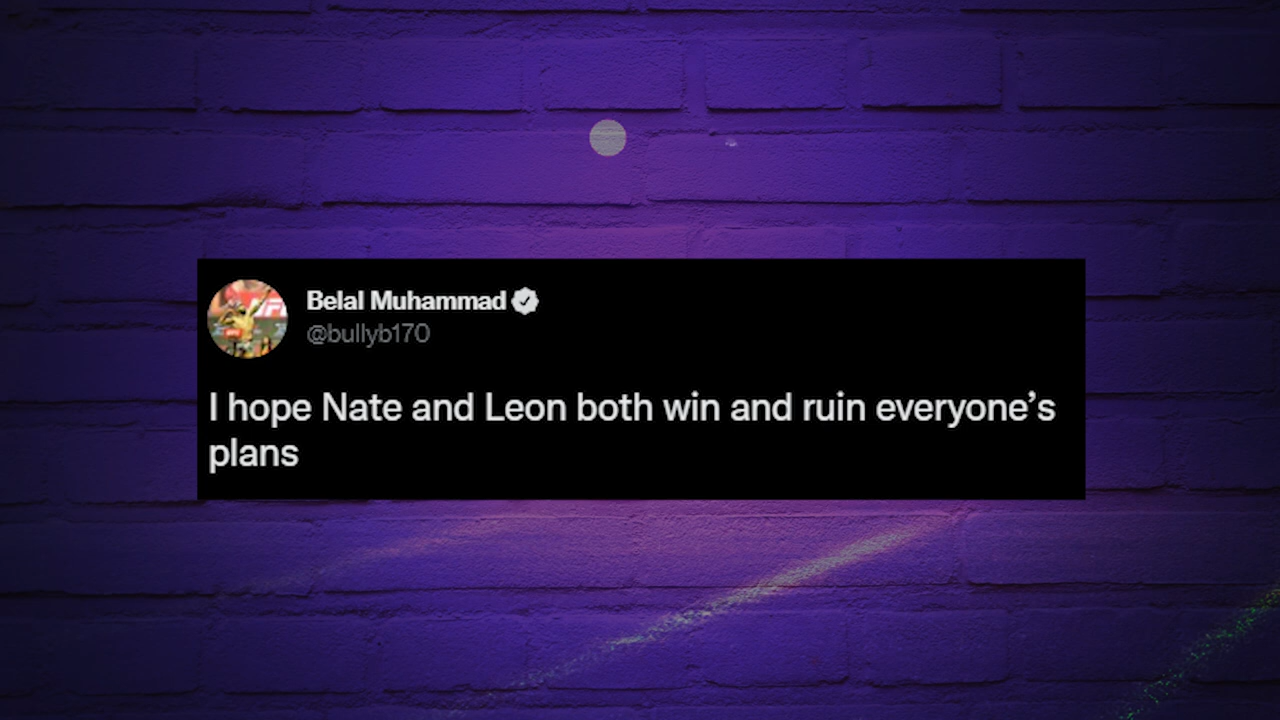 Belal Muhammad
@bullyb170
I hope Nate and Leon both win and ruin everyone’s
plans